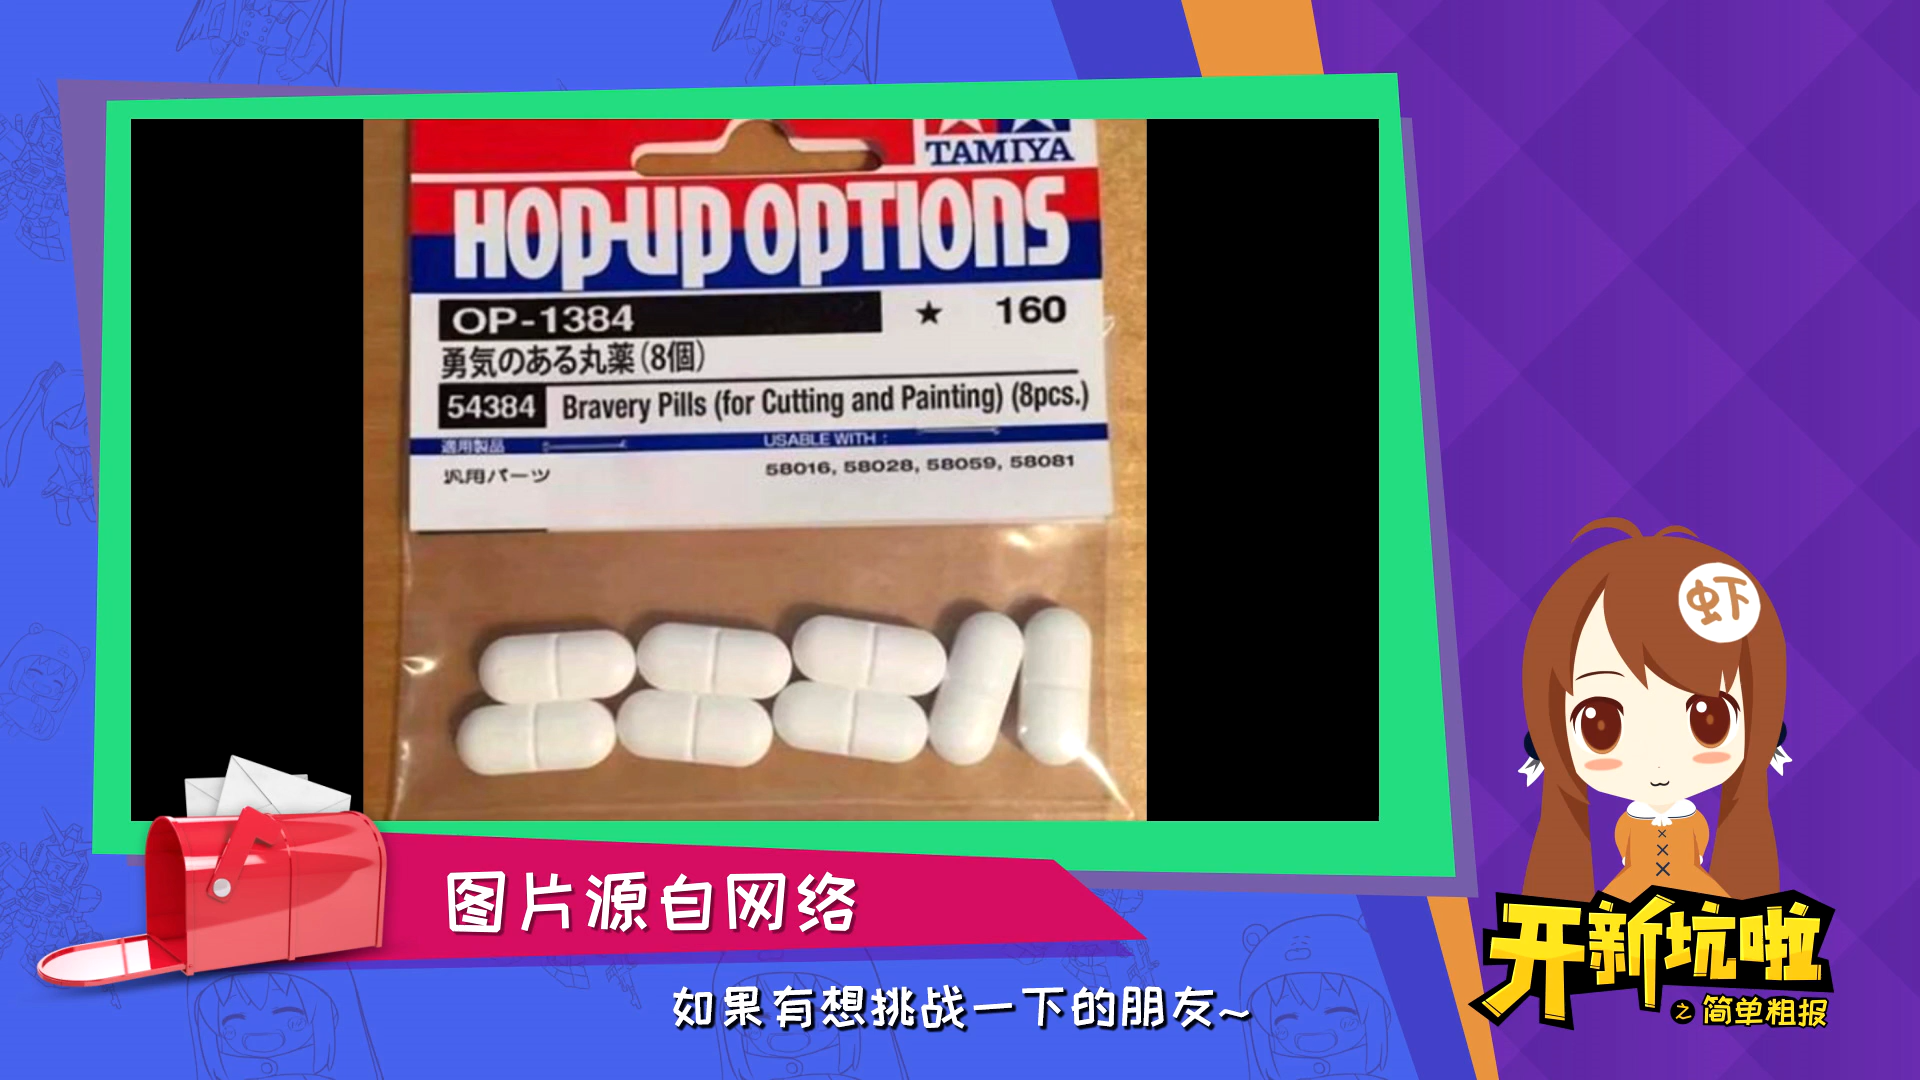 TAMIYA
HOP-UP OPTIONS
OP-1384 ★ 160
勇気のある丸薬(8個)
54384 Bravery Pills (for Cutting and Painting) (8pcs.)
適用製品 USABLE WITH :
汎用パーツ 58016, 58028, 58059, 58081
虾
图片源自网络
开新坑啦
之简单粗报
如果有想挑战一下的朋友~